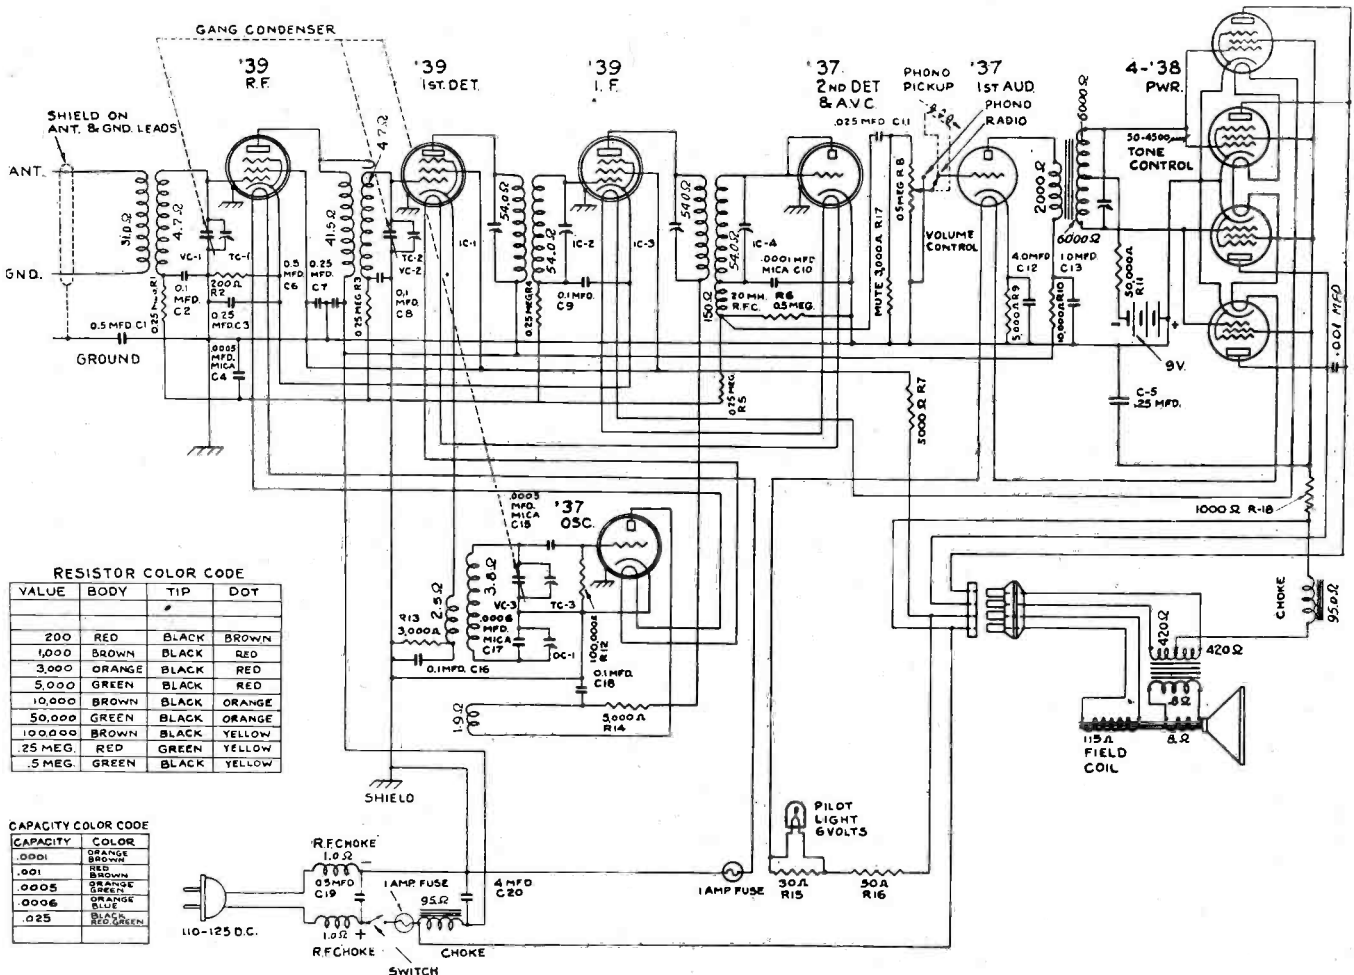 GANG CONDENSER
'39
R.F.
'39
1ST. DET.
'39
I. F.
'37.
2ND DET
& A.V.C.
PHONO
PICKUP
'37
1ST AUD.
PHONO
RADIO
4-'38
PWR.
SHIELD ON
ANT. & GND. LEADS
ANT.
GND.
31.0Ω
4.7Ω
VC-1
TC-1
0.25 MEG R1
0.1
MFD.
C2
200Ω
R2
0.25
MFD.C3
0.5
MFD.
C6
0.25
MFD.
C7
41.5Ω
4.7Ω
TC-2
VC-2
0.25 MEG R3
0.1
MFD.
C8
IC-1
54.0Ω
54.0Ω
IC-2
0.25 MEG R4
0.1 MFD.
C9
IC-3
54.0Ω
54.0Ω
IC-4
150Ω
.0001 MFD
MICA C10
20 MH.
R.F.C.
R6
0.5 MEG.
.025 MFD C11
MUTE 3,000Ω R17
0.5 MEG R8
VOLUME
CONTROL
4.0 MFD
C12
5,000Ω R9
1.0 MFD
C13
10,000Ω R10
2000Ω
6000Ω
6000Ω
50-4500
TONE
CONTROL
50,000Ω
R11
- +
9V.
C-5
.25 MFD.
.001 MFD
0.5 MFD C1
GROUND
.0005
MFD.
MICA
C4
0.25 MEG.
R5
5000 Ω R7
1000 Ω R-18
CHOKE
95.0Ω
.0005
MFD.
MICA
C15
'37
OSC.
2.5Ω
3.8Ω
VC-3
TC-3
.0006
MFD.
MICA
C17
OC-1
100,000Ω
R12
R13
3,000Ω
0.1 MFD. C16
0.1 MFD.
C18
1.9Ω
5,000Ω
R14
SHIELD
420Ω
420Ω
.8Ω
.8Ω
115Ω
FIELD
COIL
RESISTOR COLOR CODE
VALUE BODY TIP DOT
200 RED BLACK BROWN
1,000 BROWN BLACK RED
3,000 ORANGE BLACK RED
5,000 GREEN BLACK RED
10,000 BROWN BLACK ORANGE
50,000 GREEN BLACK ORANGE
100,000 BROWN BLACK YELLOW
.25 MEG. RED GREEN YELLOW
.5 MEG. GREEN BLACK YELLOW
CAPACITY COLOR CODE
CAPACITY COLOR
.0001 ORANGE BROWN
.001 RED BROWN
.0005 ORANGE GREEN
.0006 ORANGE BLUE
.025 BLACK RED, GREEN
110-125 D.C.
R.F. CHOKE
1.0Ω
-
0.5 MFD
C19
1 AMP. FUSE
95Ω
4 MFD
C20
1.0Ω
+
R.F. CHOKE
SWITCH
CHOKE
1 AMP FUSE
PILOT
LIGHT
6 VOLTS
30Ω
R15
50Ω
R16